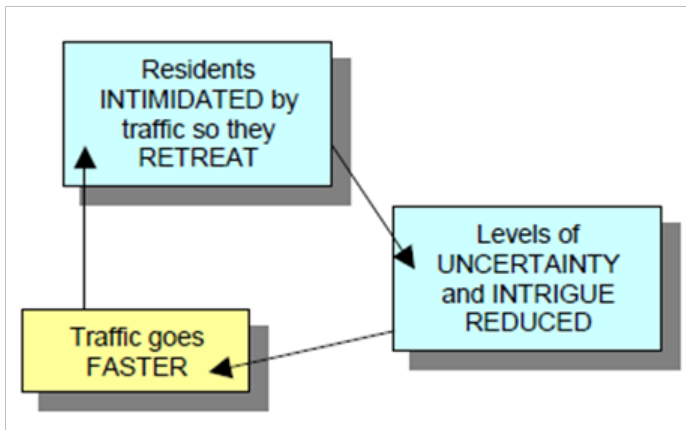 Residents
INTIMIDATED by
traffic so they
RETREAT
Levels of
UNCERTAINTY
and INTRIGUE
REDUCED
Traffic goes
FASTER